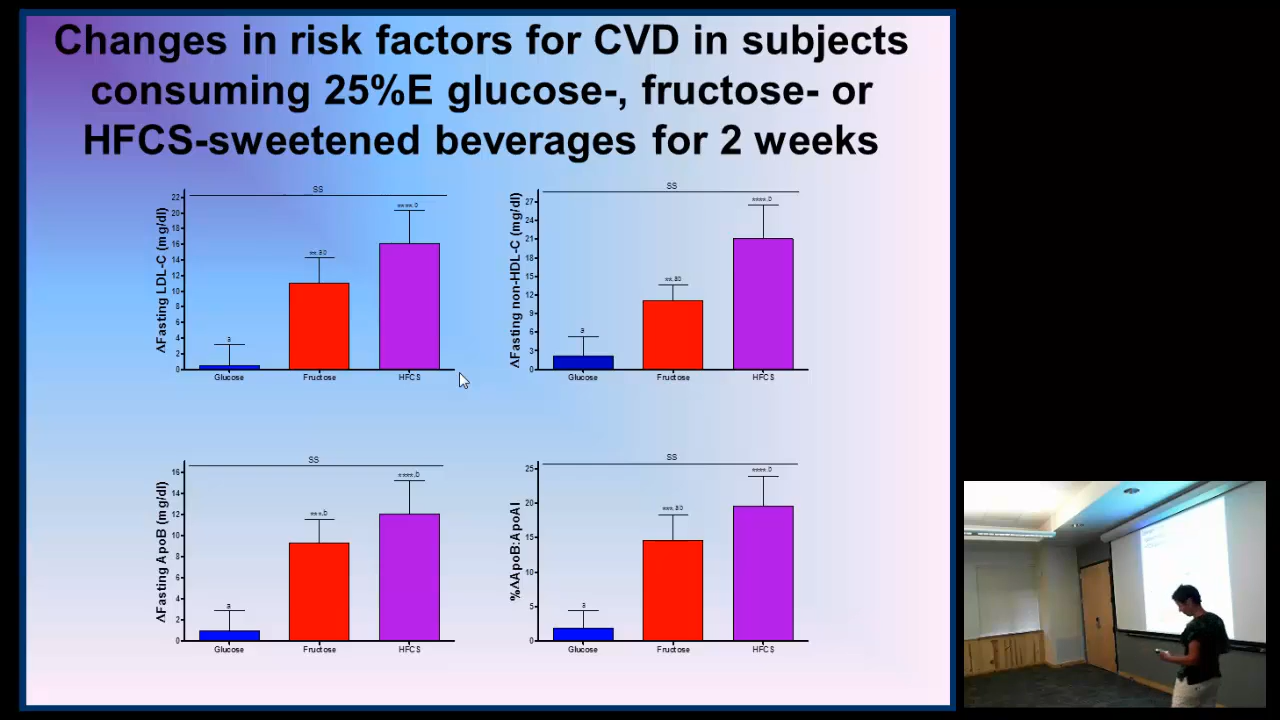 Changes in risk factors for CVD in subjects
consuming 25%E glucose-, fructose- or
HFCS-sweetened beverages for 2 weeks
SS
ΔFasting LDL-C (mg/dl)
22
20
18
16
14
12
10
8
6
4
2
0
a
Glucose
Fructose
HFCS
SS
ΔFasting non-HDL-C (mg/dl)
27
24
21
18
15
12
9
6
3
0
a
Glucose
Fructose
HFCS
SS
ΔFasting ApoB (mg/dl)
16
14
12
10
8
6
4
2
0
a
***,b
****,b
Glucose
Fructose
HFCS
SS
%ΔApoB:ApoAI
25
20
15
10
5
0
a
Glucose
Fructose
HFCS